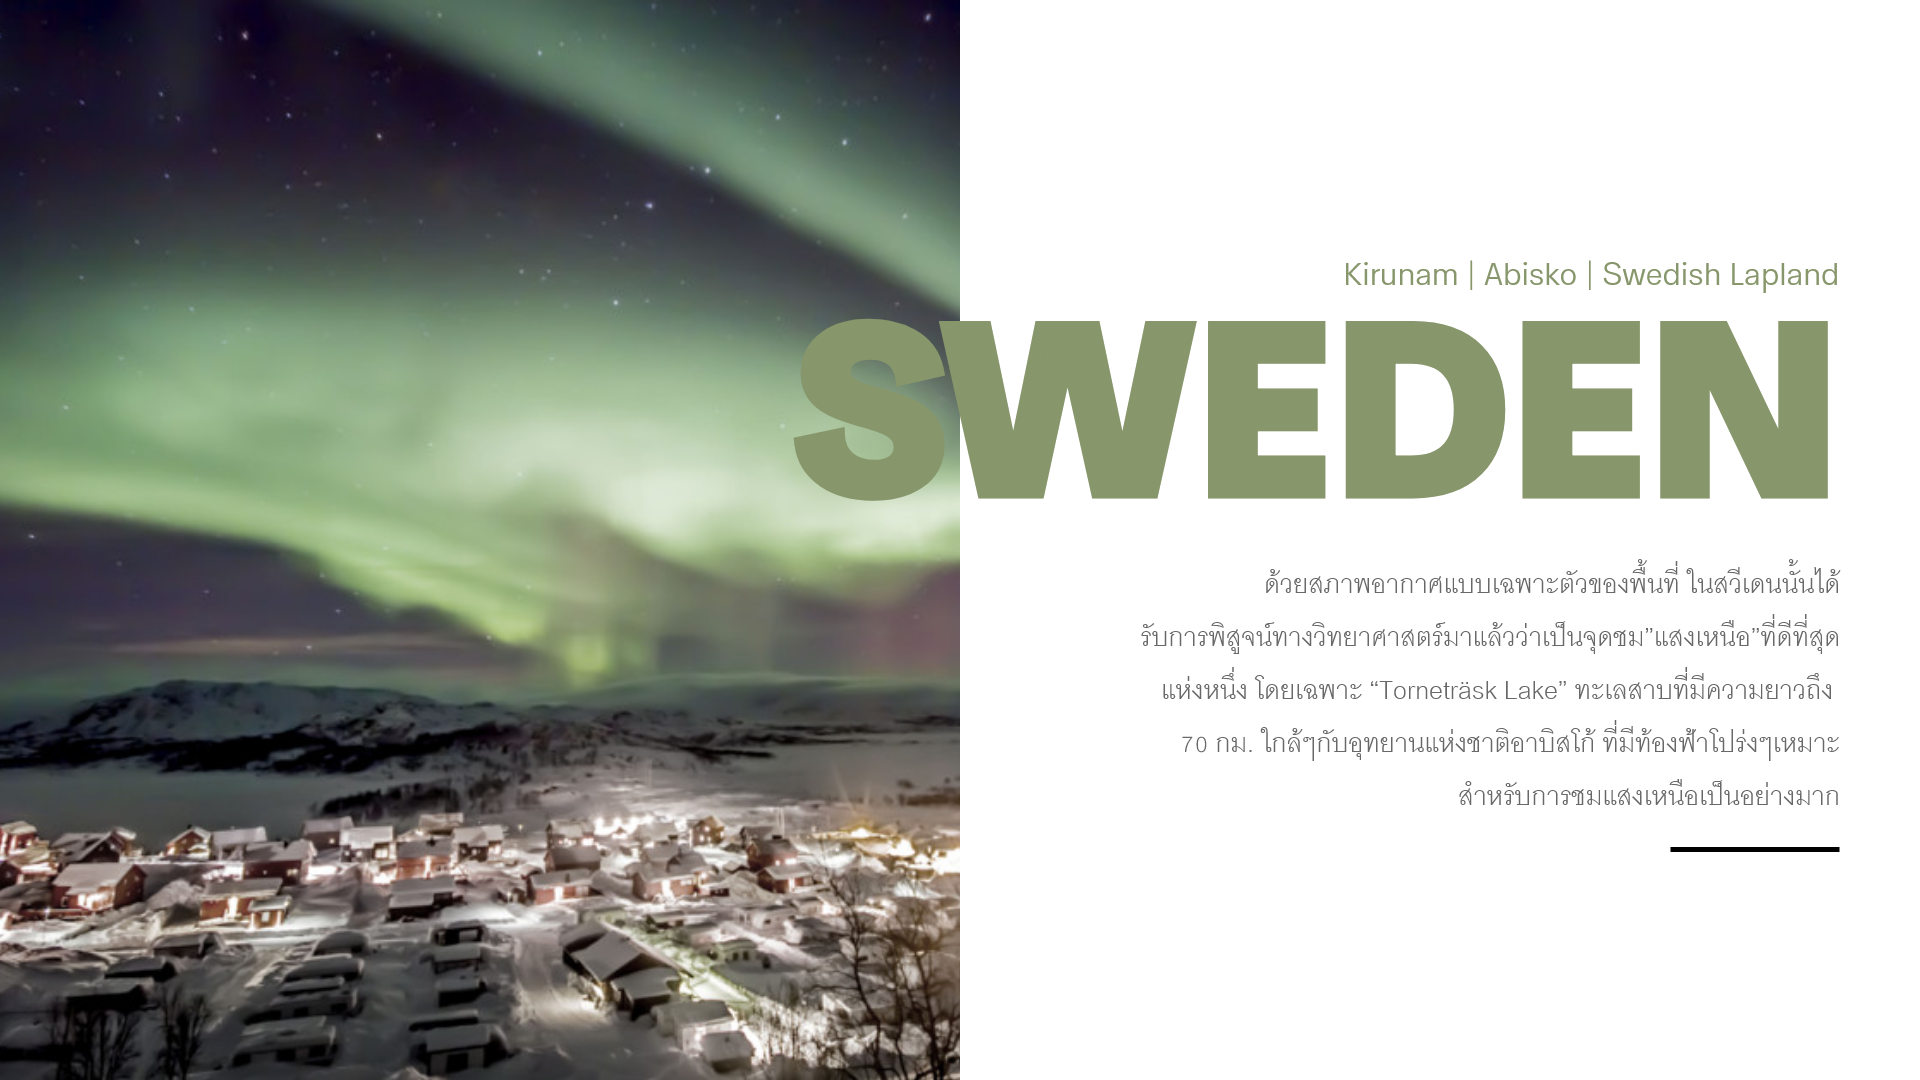 Kirunam | Abisko | Swedish Lapland
SWEDEN
ด้วยสภาพอากาศแบบเฉพาะตัวของพื้นที่ ในสวีเดนนั้นได้
รับการพิสูจน์ทางวิทยาศาสตร์มาแล้วว่าเป็นจุดชม”แสงเหนือ”ที่ดีที่สุด
แห่งหนึ่ง โดยเฉพาะ “Torneträsk Lake” ทะเลสาบที่มีความยาวถึง
70 กม. ใกล้ๆกับอุทยานแห่งชาติอาบิสโก้ ที่มีท้องฟ้าโปร่งๆเหมาะ
สำหรับการชมแสงเหนือเป็นอย่างมาก